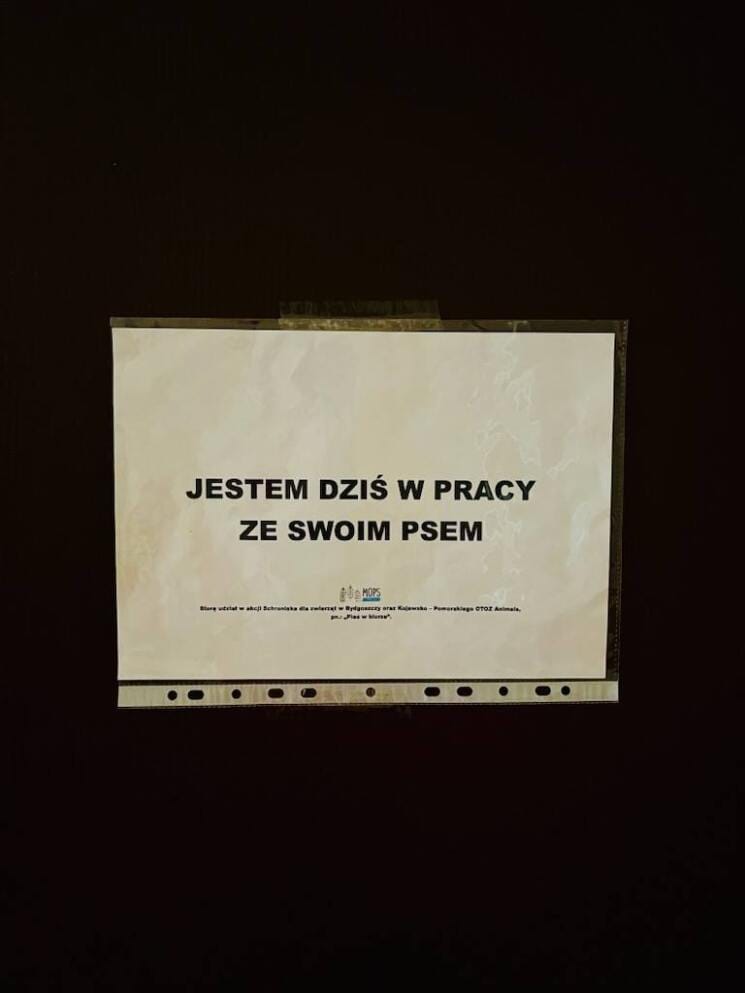 JESTEM DZIŚ W PRACY
ZE SWOIM PSEM
MOPS
Biorę udział w akcji Schroniska dla zwierząt w Bydgoszczy oraz Kujawsko – Pomorskiego OTOZ Animals,
pn.: „Pies w biurze”.